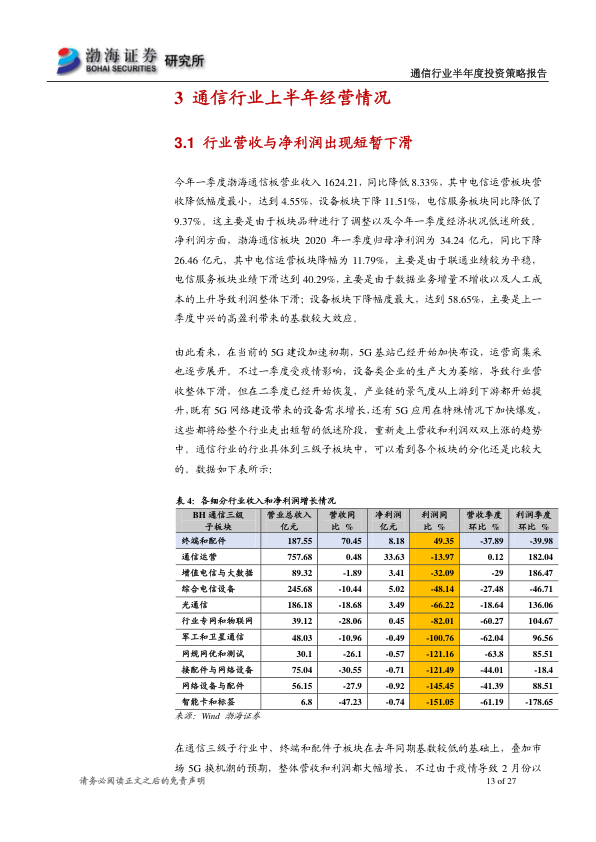 渤海证券 研究所
BOHAI SECURITIES
通信行业半年度投资策略报告
3 通信行业上半年经营情况
3.1 行业营收与净利润出现短暂下滑
今年一季度渤海通信板营业收入 1624.21，同比降低 8.33%，其中电信运营板块营
收降低幅度最小，达到 4.55%，设备板块下降 11.51%，电信服务板块同比降低了
9.37%。这主要是由于板块品种进行了调整以及今年一季度经济状况低迷所致。
净利润方面，渤海通信板块 2020 年一季度归母净利润为 34.24 亿元，同比下降
26.46 亿元，其中电信运营板块降幅为 11.79%，主要是由于联通业绩较为平稳，
电信服务板块业绩下滑达到 40.29%，主要是由于数据业务增量不增收以及人工成
本的上升导致利润整体下滑；设备板块下降幅度最大，达到 58.65%，主要是上一
季度中兴的高盈利带来的基数较大效应。
由此看来，在当前的 5G 建设加速初期，5G 基站已经开始加快布设，运营商集采
也逐步展开。不过一季度受疫情影响，设备类企业的生产大为萎缩，导致行业营
收整体下滑，但在二季度已经开始恢复，产业链的景气度从上游到下游都开始提
升，既有 5G 网络建设带来的设备需求增长，还有 5G 应用在特殊情况下加快爆发，
这些都将给整个行业走出短暂的低迷阶段，重新走上营收和利润双双上涨的趋势
中。通信行业的行业具体到三级子板块中，可以看到各个板块的分化还是比较大
的。数据如下表所示：
表 4：各细分行业收入和净利润增长情况
BH 通信三级 营业总收入 营收同 净利润 利润同 营收季度 利润季度
子板块 亿元 比 % 亿元 比 % 环比 % 环比 %
终端和配件 187.55 70.45 8.18 49.35 -37.89 -39.98
通信运营 757.68 0.48 33.63 -13.97 0.12 182.04
增值电信与大数据 89.32 -1.89 3.41 -32.09 -29 186.47
综合电信设备 245.68 -10.44 5.02 -48.14 -27.48 -46.71
光通信 186.18 -18.68 3.49 -66.22 -18.64 136.06
行业专网和物联网 39.12 -28.06 0.45 -82.01 -60.27 104.67
军工和卫星通信 48.03 -10.96 -0.49 -100.76 -62.04 96.56
网规网优和测试 30.1 -26.1 -0.57 -121.16 -63.8 85.51
接配件与网络设备 75.04 -30.55 -0.71 -121.49 -44.01 -18.4
网络设备与配件 56.15 -27.9 -0.92 -145.45 -41.39 88.51
智能卡和标签 6.8 -47.23 -0.74 -151.05 -61.19 -178.65
来源：Wind 渤海证券
在通信三级子行业中，终端和配件子板块在去年同期基数较低的基础上，叠加市
场 5G 换机潮的预期，整体营收和利润都大幅增长，不过由于疫情导致 2 月份以
请务必阅读正文之后的免责声明
13 of 27